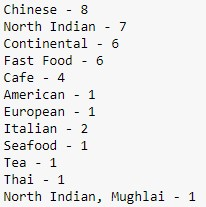 Chinese - 8
North Indian - 7
Continental - 6
Fast Food - 6
Cafe - 4
American - 1
European - 1
Italian - 2
Seafood - 1
Tea - 1
Thai - 1
North Indian, Mughlai - 1